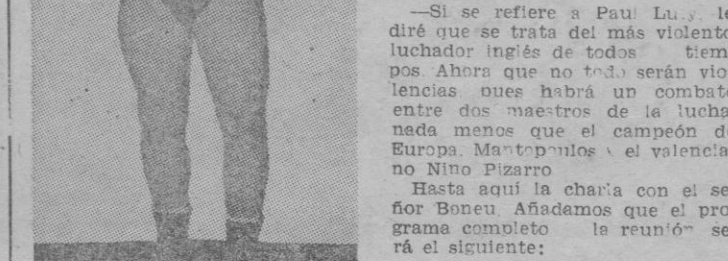 —Si se refiere a Paul
diré que se trata del más violento
luchador inglés de todos tiem-
pos. Ahora que no serán vio-
lencias pues habrá un combate
entre dos maestros de la lucha
nada menos que el campeón de
Europa. Mantopoulos y el valencia-
no Nino Pizarro
Hasta aquí la charla con el se-
ñor Boneu. Añadamos que el pro-
grama completo la reunión se-
rá el siguiente: